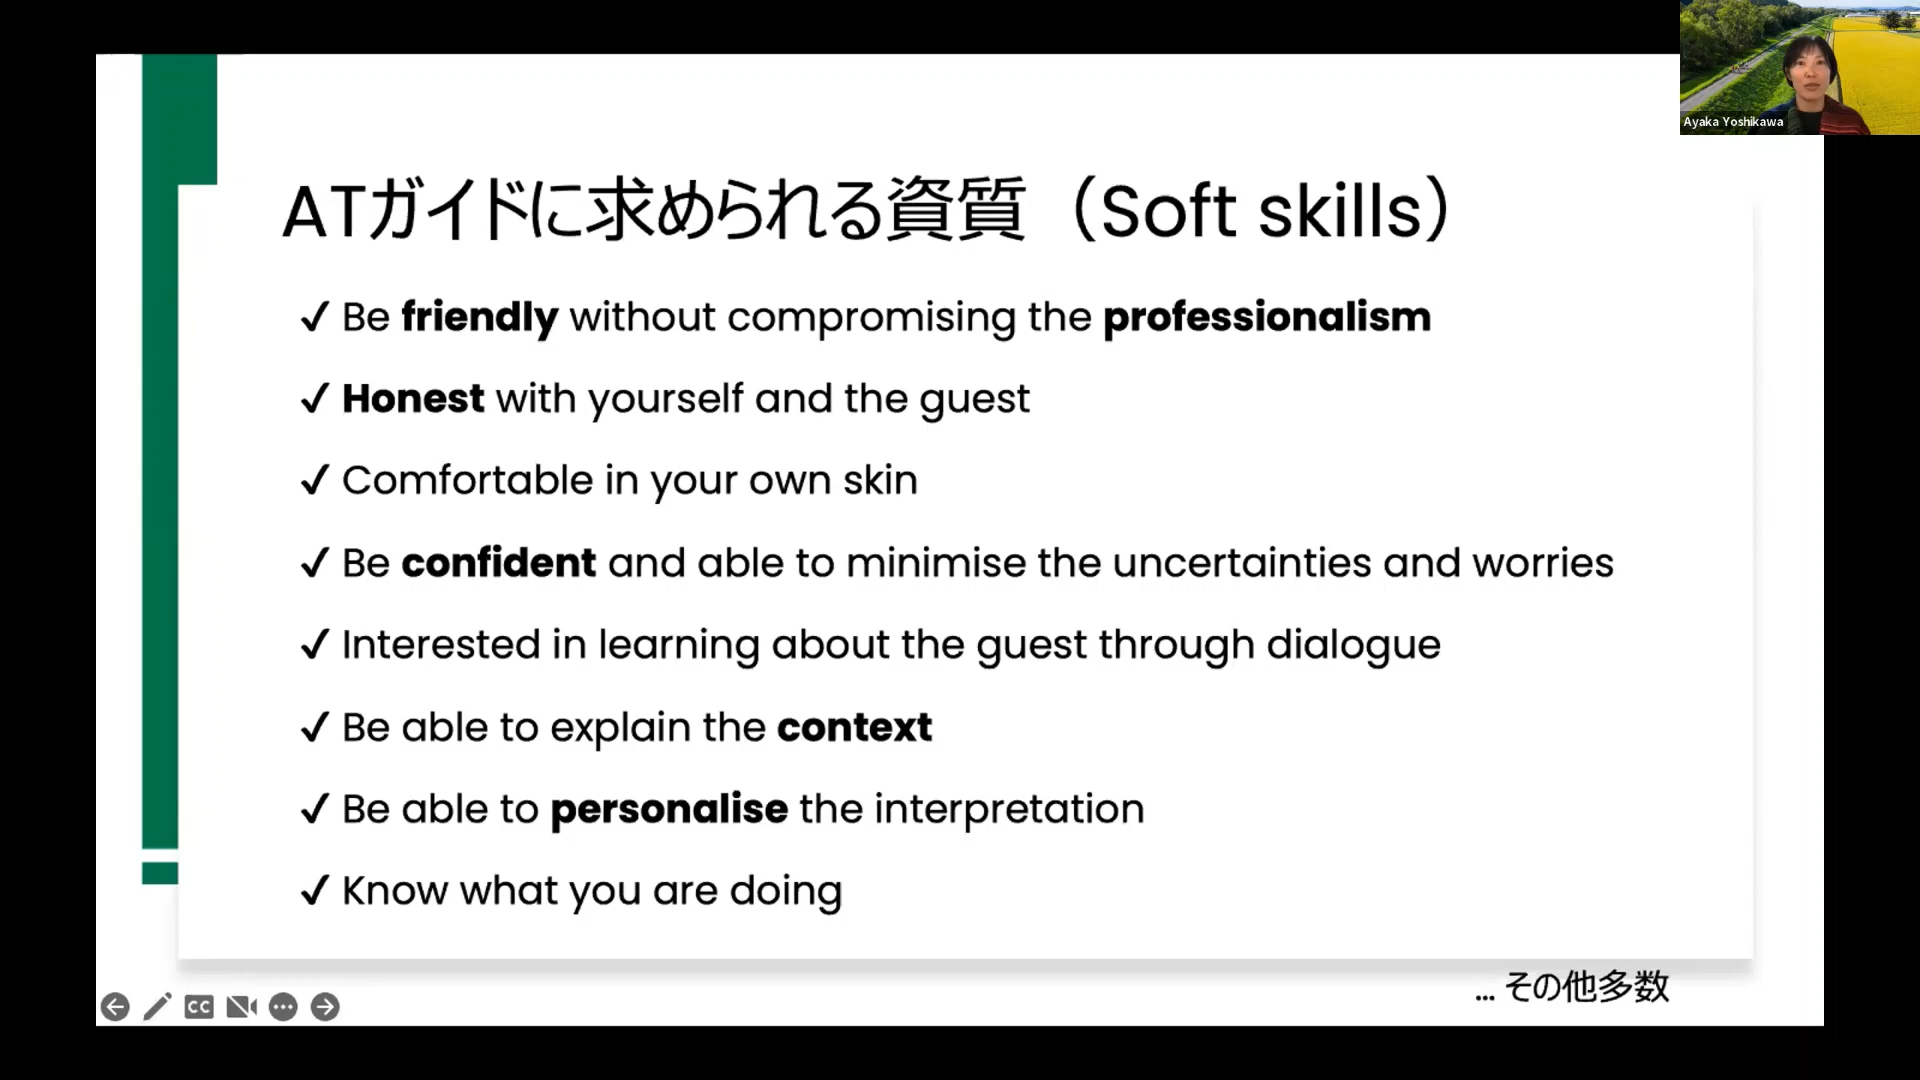 Ayaka Yoshikawa
ATガイドに求められる資質（Soft skills）
✓ Be friendly without compromising the professionalism
✓ Honest with yourself and the guest
✓ Comfortable in your own skin
✓ Be confident and able to minimise the uncertainties and worries
✓ Interested in learning about the guest through dialogue
✓ Be able to explain the context
✓ Be able to personalise the interpretation
✓ Know what you are doing
... その他多数
CC